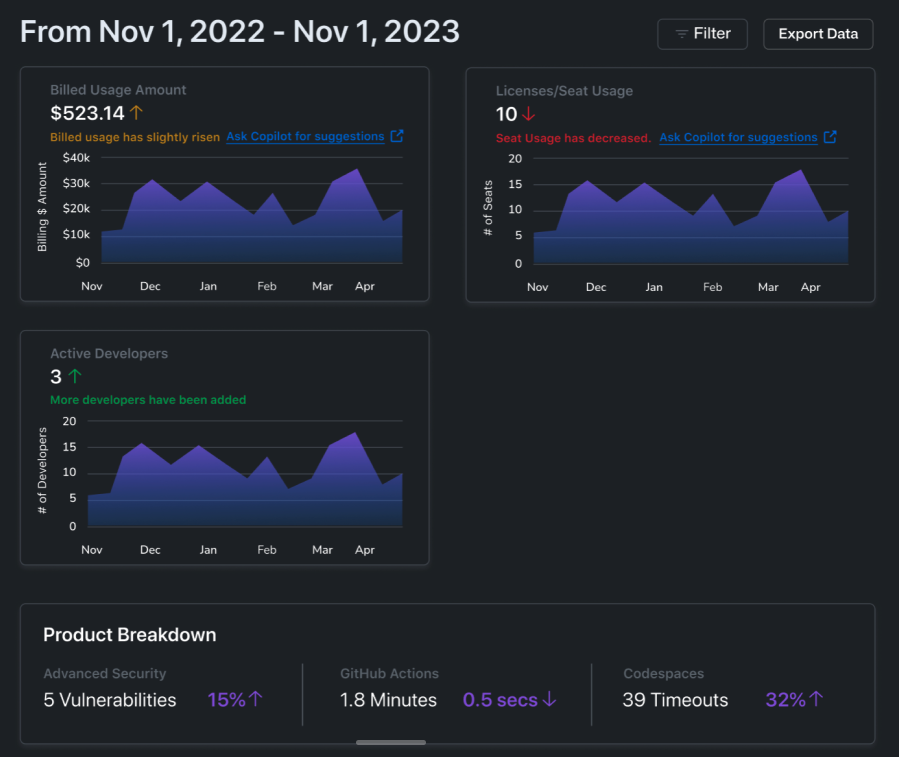 From Nov 1, 2022 - Nov 1, 2023
Filter
Export Data
Billed Usage Amount
$523.14
Billed usage has slightly risen Ask Copilot for suggestions
Billing $ Amount
$40k
$30k
$20k
$10k
$0
Nov Dec Jan Feb Mar Apr
Licenses/Seat Usage
10
Seat Usage has decreased. Ask Copilot for suggestions
# of Seats
20
15
10
5
0
Nov Dec Jan Feb Mar Apr
Active Developers
3
More developers have been added
# of Developers
20
15
10
5
0
Nov Dec Jan Feb Mar Apr
Product Breakdown
Advanced Security
5 Vulnerabilities 15%
GitHub Actions
1.8 Minutes 0.5 secs
Codespaces
39 Timeouts 32%